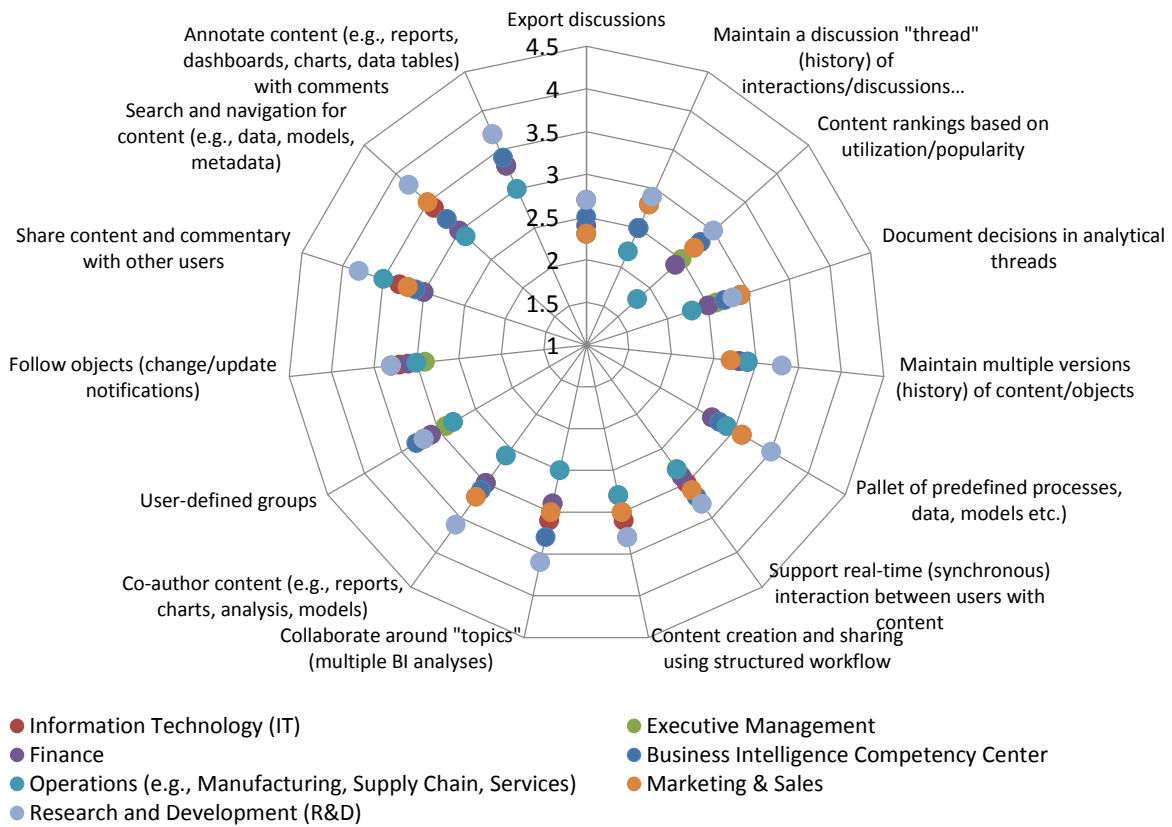 Export discussions
Annotate content (e.g., reports,
dashboards, charts, data tables)
with comments
Maintain a discussion "thread"
(history) of
interactions/discussions...
Search and navigation for
content (e.g., data, models,
metadata)
Content rankings based on
utilization/popularity
Share content and commentary
with other users
Document decisions in analytical
threads
Follow objects (change/update
notifications)
Maintain multiple versions
(history) of content/objects
User-defined groups
Pallet of predefined processes,
data, models etc.)
Co-author content (e.g., reports,
charts, analysis, models)
Support real-time (synchronous)
interaction between users with
content
Collaborate around "topics"
(multiple BI analyses)
Content creation and sharing
using structured workflow
4.5
4
3.5
3
2.5
2
1.5
1
Information Technology (IT)
Executive Management
Finance
Business Intelligence Competency Center
Operations (e.g., Manufacturing, Supply Chain, Services)
Marketing & Sales
Research and Development (R&D)